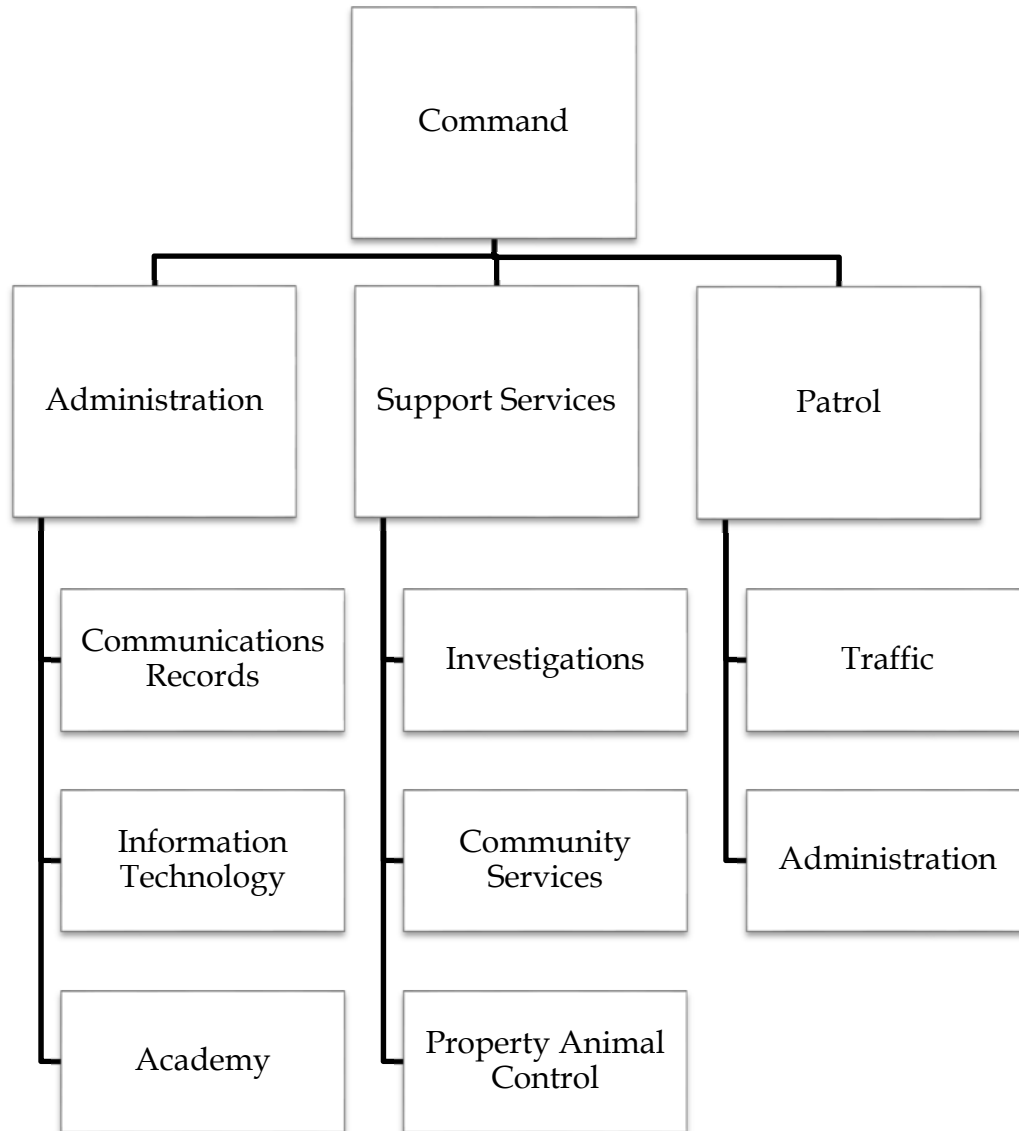 Command
Administration
Support Services
Patrol
Communications
Records
Investigations
Traffic
Information
Technology
Community
Services
Administration
Academy
Property Animal
Control